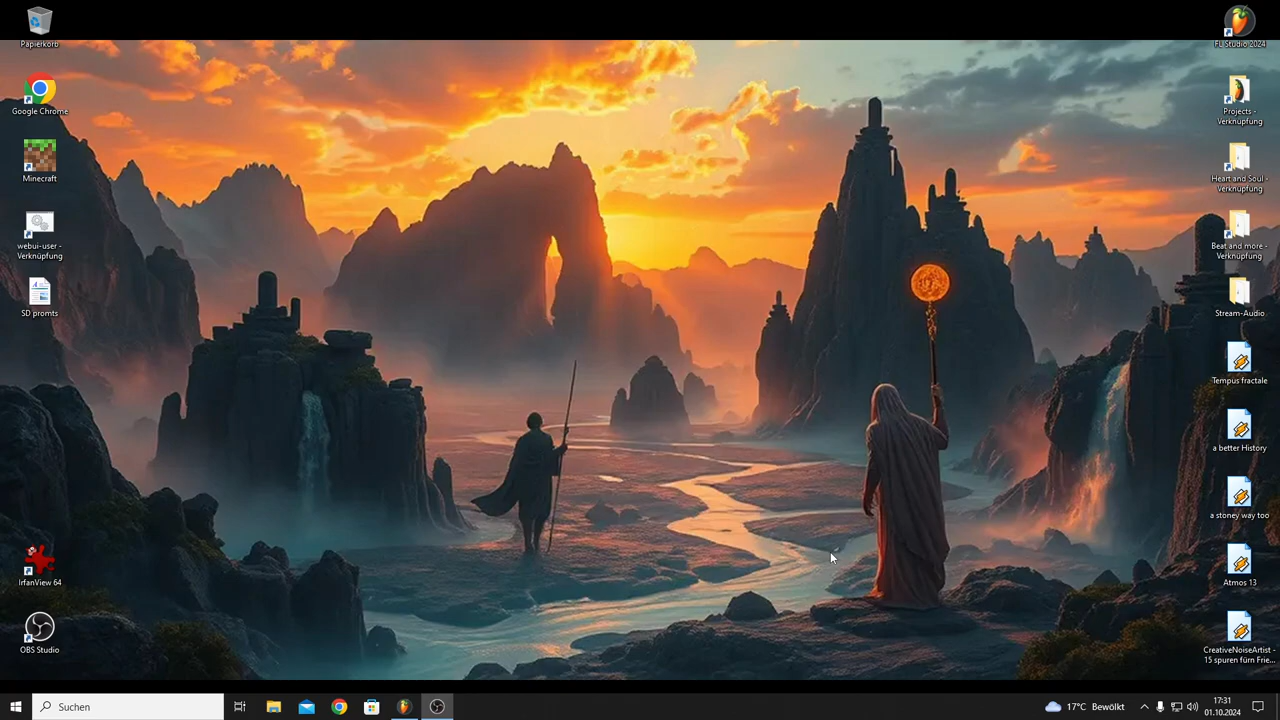 Papierkorb
Google Chrome
Minecraft
webui-user -
Verknüpfung
SD promts
IrfanView 64
OBS Studio
FL Studio 2024
Projects -
Verknüpfung
Heart and Soul -
Verknüpfung
Beat and more -
Verknüpfung
Stream-Audio
Tempus fractale
a better History
a stoney way too
Atmos 13
CreativeNoiseArtist -
15 spuren fürn Frie...
Suchen
17°C Bewölkt
17:31
01.10.2024